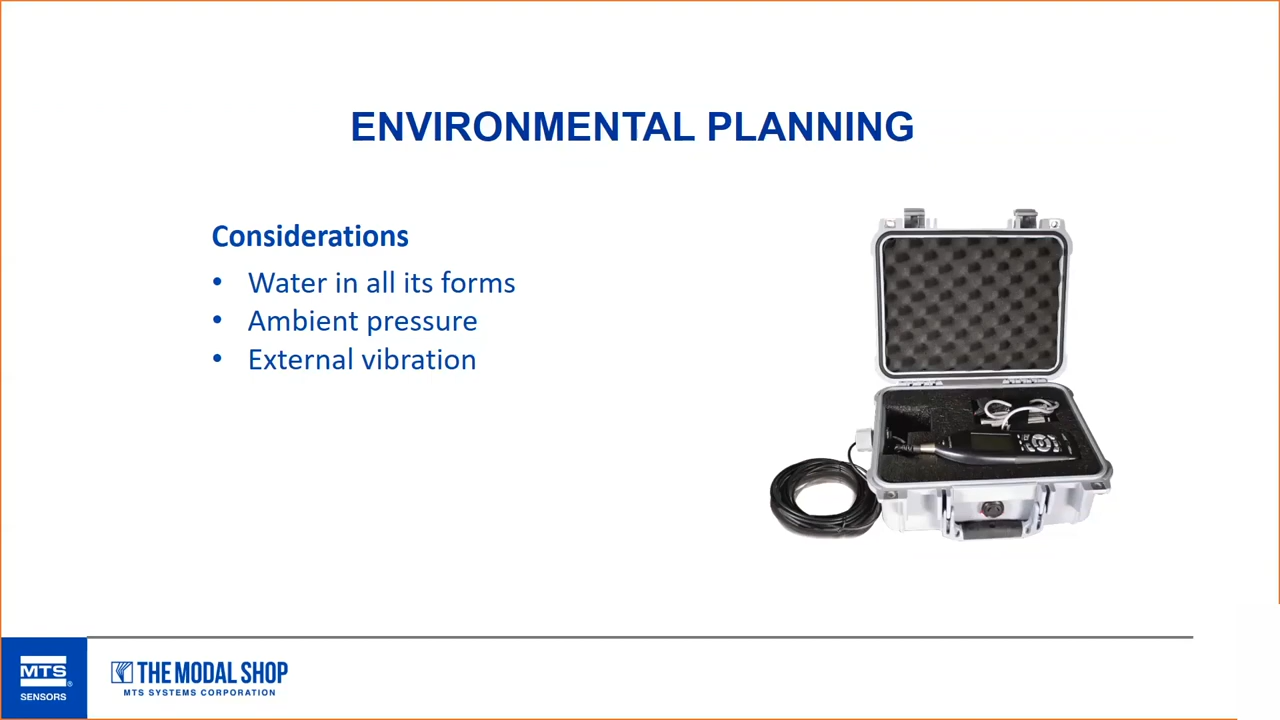 ENVIRONMENTAL PLANNING
Considerations
• Water in all its forms
• Ambient pressure
• External vibration
MTS®
SENSORS
THE MODAL SHOP
MTS SYSTEMS CORPORATION